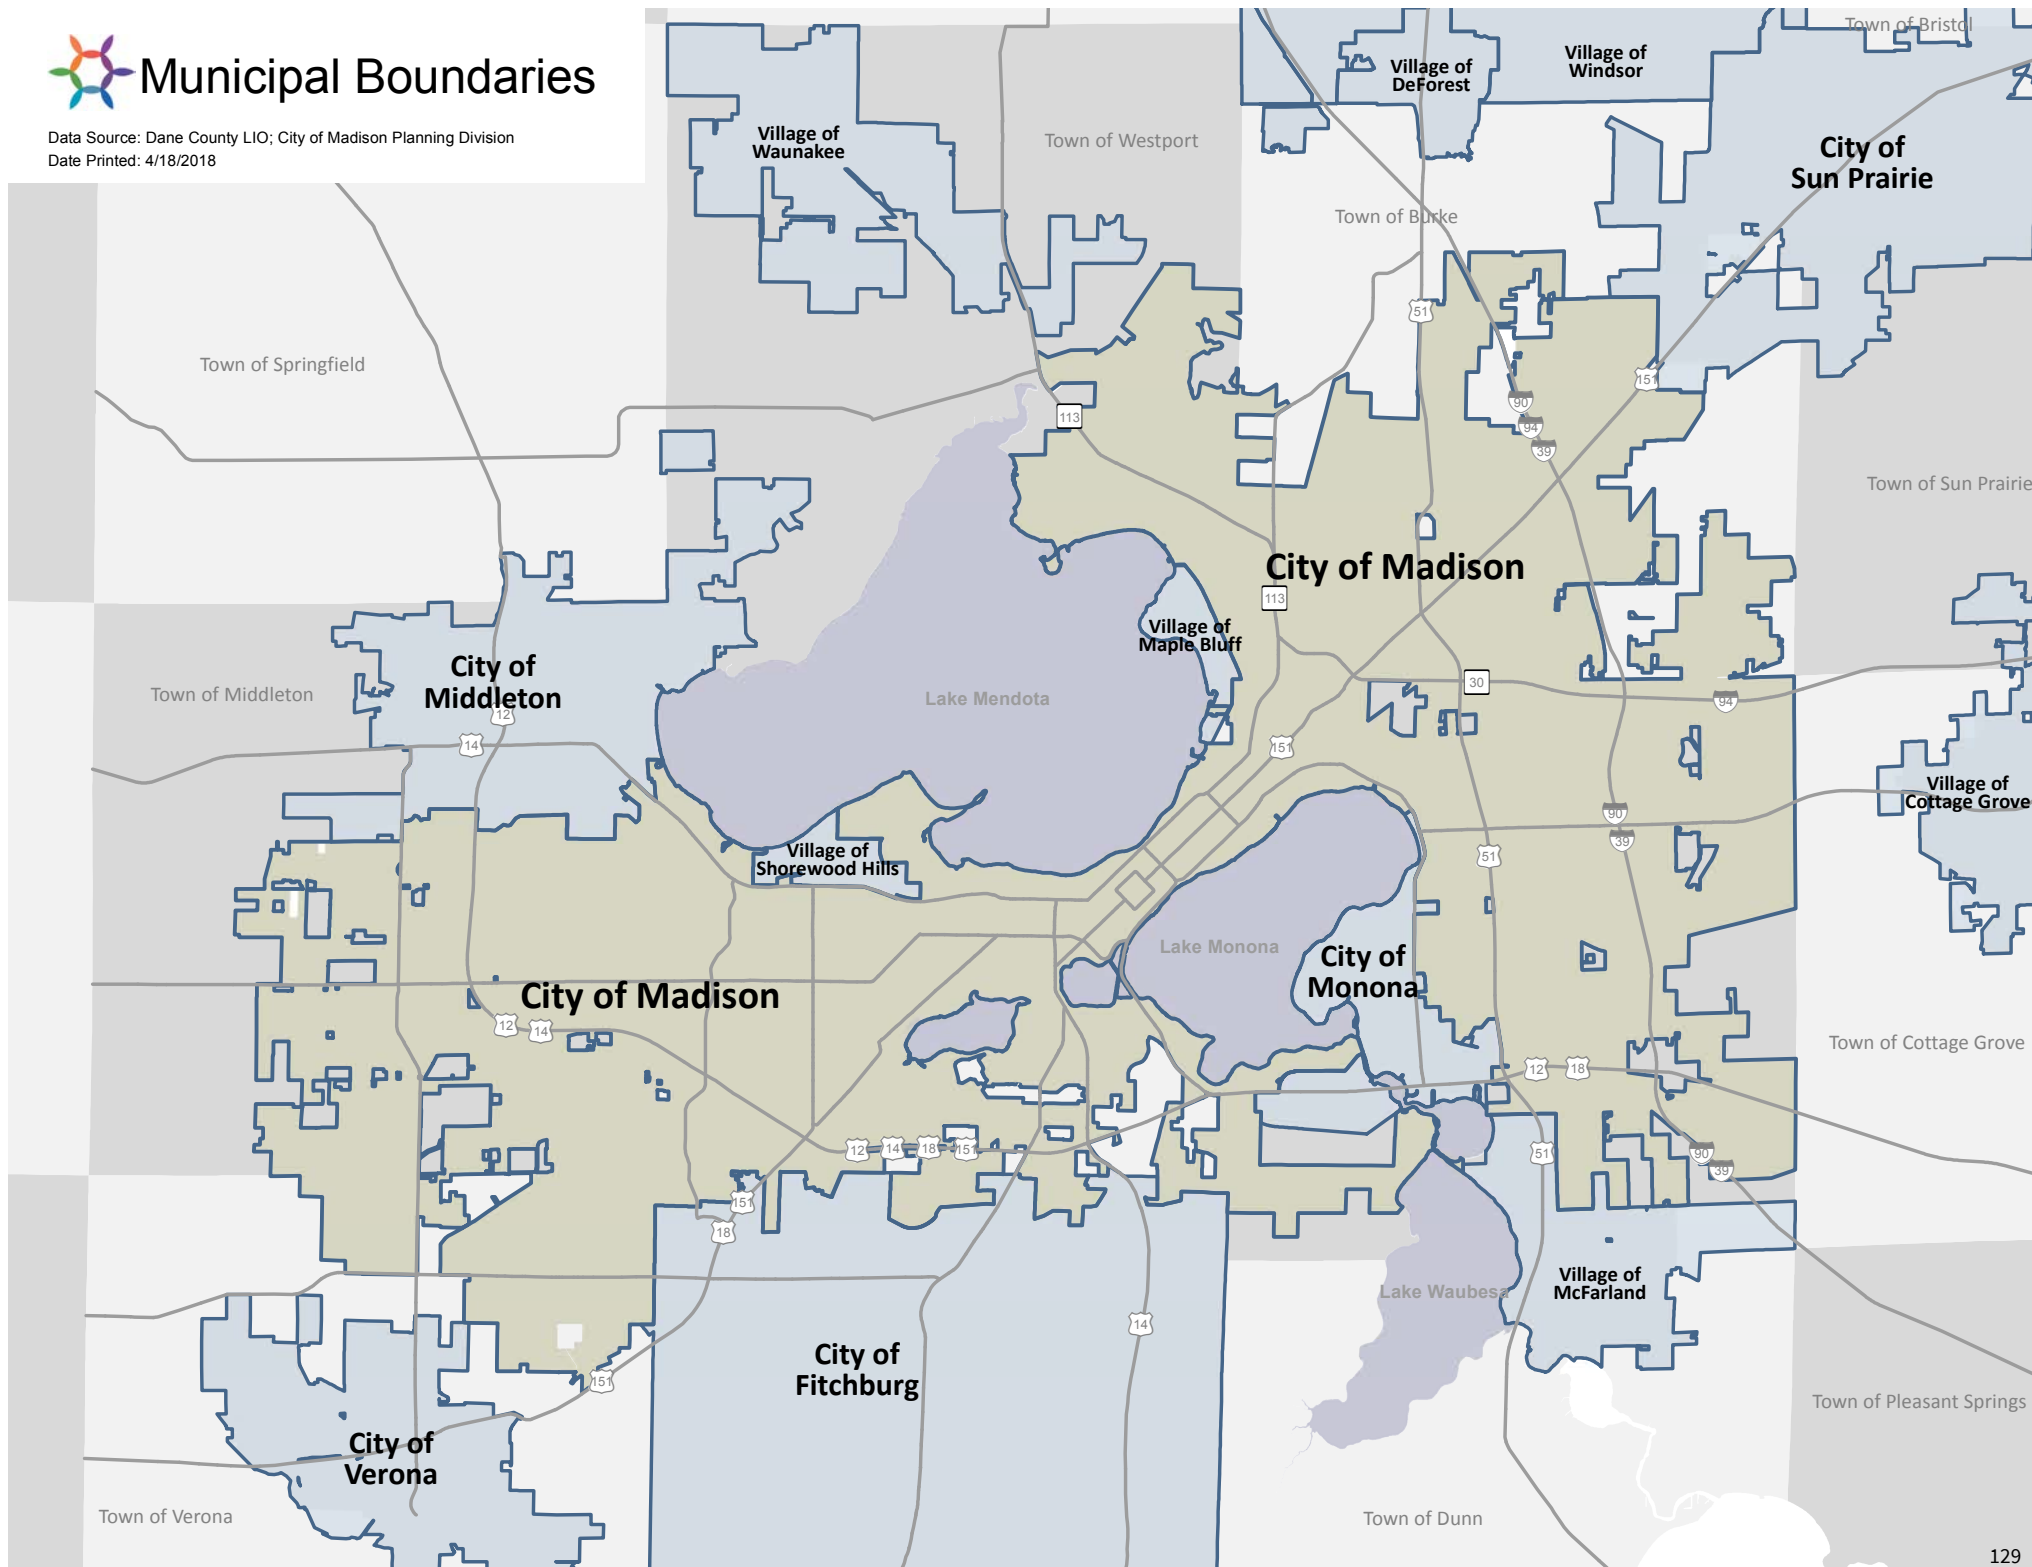 Municipal Boundaries
Data Source: Dane County LIO; City of Madison Planning Division
Date Printed: 4/18/2018
Town of Bristol
Village of
DeForest
Village of
Windsor
Village of
Waunakee
Town of Westport
City of
Sun Prairie
Town of Burke
51
Town of Springfield
151
113
90
94
39
Town of Sun Prairie
City of Madison
113
Village of
Maple Bluff
City of
Middleton
Town of Middleton
Lake Mendota
30
94
12
14
151
Village of
Cottage Grove
90
39
51
Village of
Shorewood Hills
Lake Monona
City of
Monona
City of Madison
12
14
Town of Cottage Grove
12
18
12
14
18
151
51
90
39
151
18
Village of
McFarland
Lake Waubesa
14
City of
Fitchburg
151
Town of Pleasant Springs
City of
Verona
Town of Verona
Town of Dunn
129